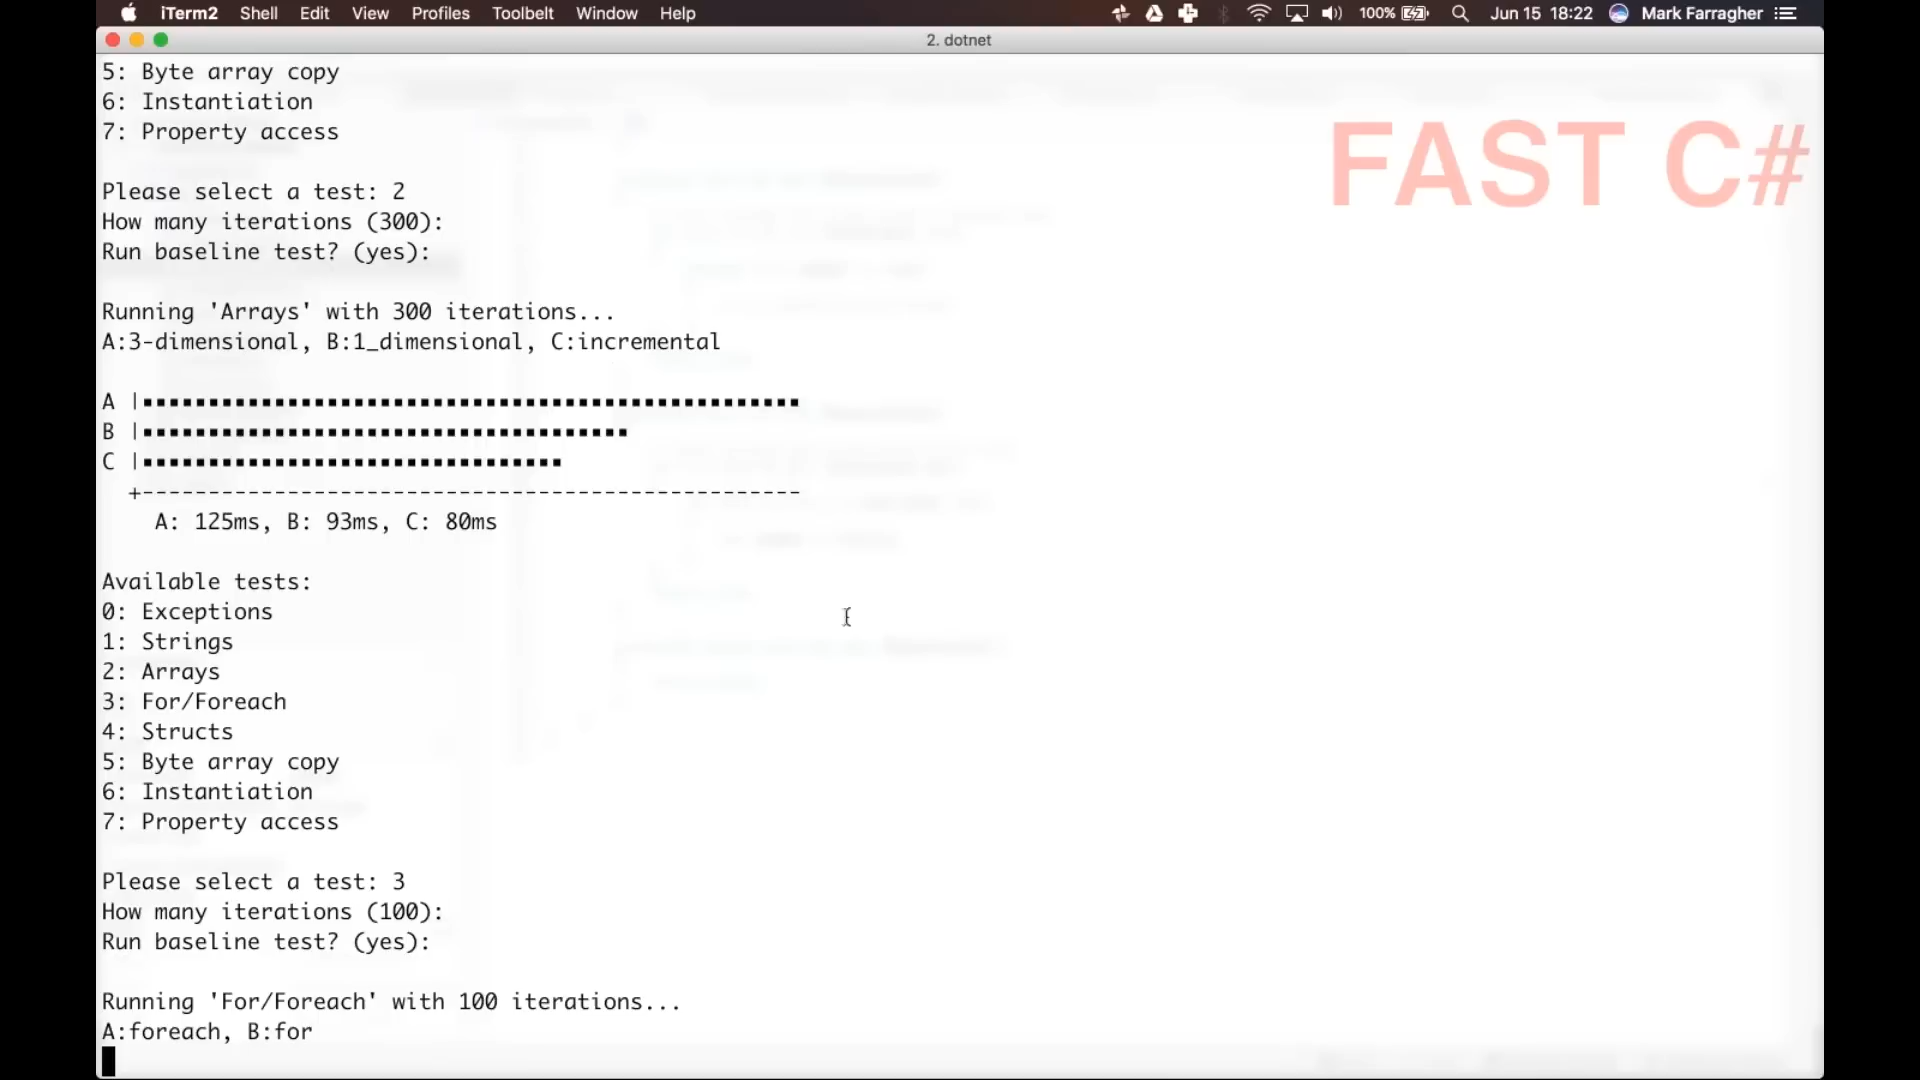 iTerm2 Shell Edit View Profiles Toolbelt Window Help 100% Jun 15 18:22 Mark Farragher
2. dotnet
5: Byte array copy
6: Instantiation
7: Property access
FAST C#
Please select a test: 2
How many iterations (300):
Run baseline test? (yes):
Running 'Arrays' with 300 iterations...
A:3-dimensional, B:1_dimensional, C:incremental
A |▪▪▪▪▪▪▪▪▪▪▪▪▪▪▪▪▪▪▪▪▪▪▪▪▪▪▪▪▪▪▪▪▪▪▪▪▪▪▪▪▪▪▪▪▪▪▪▪▪▪
B |▪▪▪▪▪▪▪▪▪▪▪▪▪▪▪▪▪▪▪▪▪▪▪▪▪▪▪▪▪▪▪▪▪▪▪▪▪
C |▪▪▪▪▪▪▪▪▪▪▪▪▪▪▪▪▪▪▪▪▪▪▪▪▪▪▪▪▪▪▪▪
+--------------------------------------------------
A: 125ms, B: 93ms, C: 80ms
Available tests:
0: Exceptions
1: Strings
2: Arrays
3: For/Foreach
4: Structs
5: Byte array copy
6: Instantiation
7: Property access
Please select a test: 3
How many iterations (100):
Run baseline test? (yes):
Running 'For/Foreach' with 100 iterations...
A:foreach, B:for